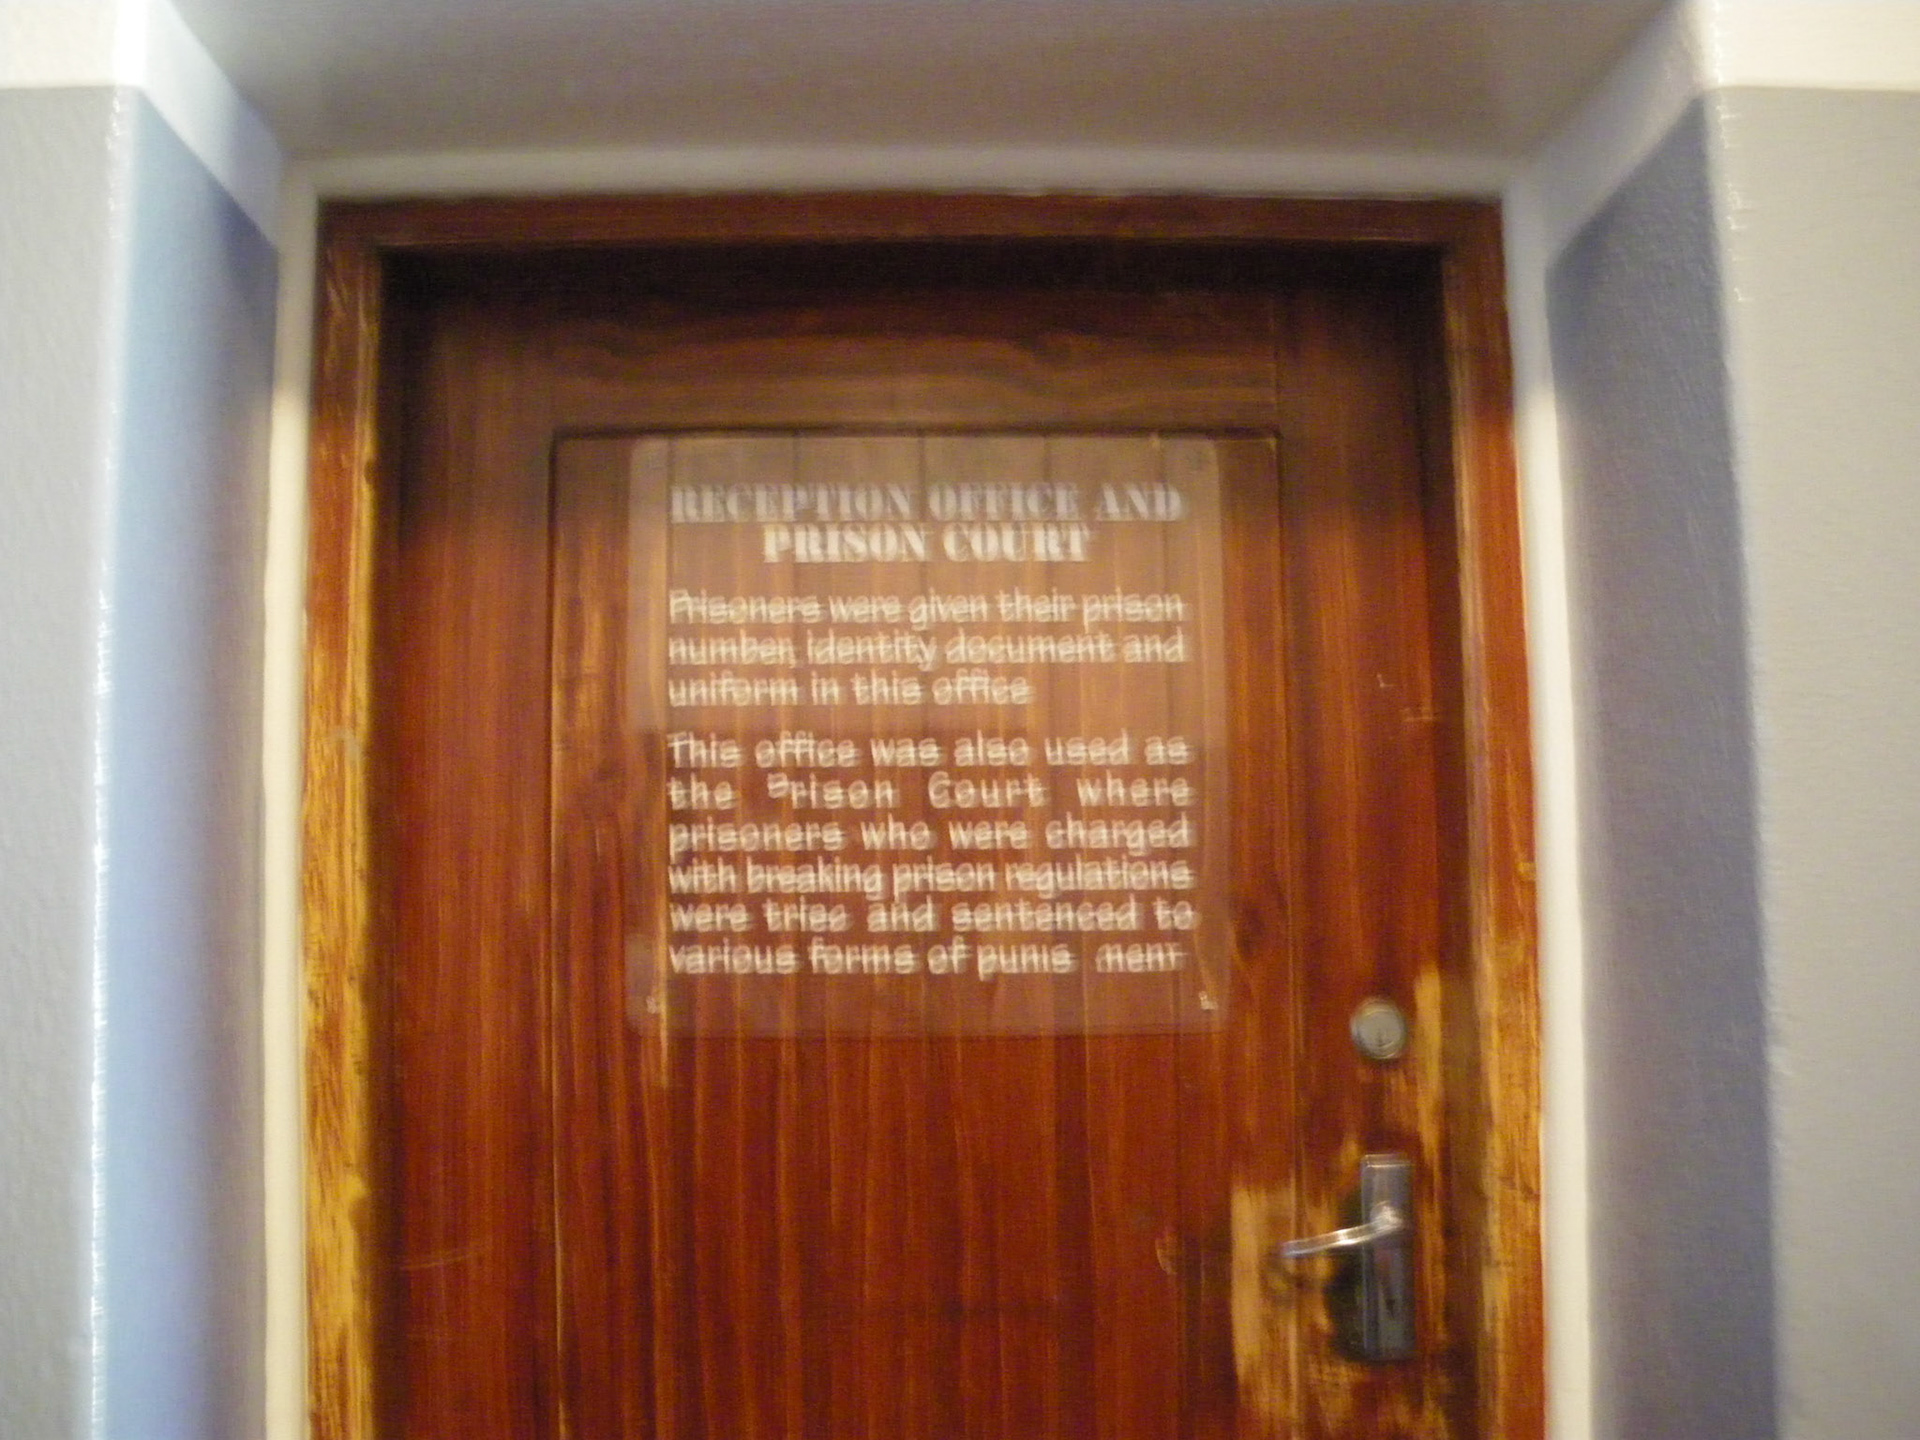 RECEPTION OFFICE AND
PRISON COURT
Prisoners were given their prison
number, identity document and
uniform in this office
This office was also used as
the Prison Court where
prisoners who were charged
with breaking prison regulations
were tried and sentenced to
various forms of punis ment